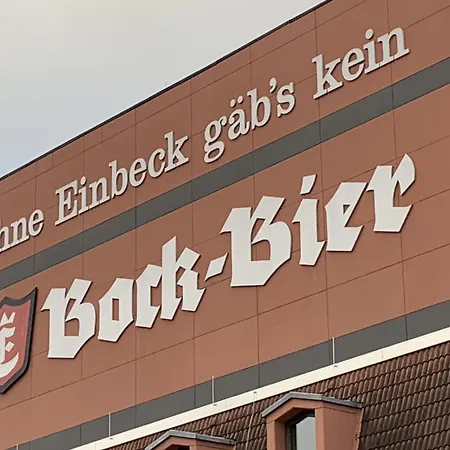 hne Einbeck gäb's kein
Bock-Bier